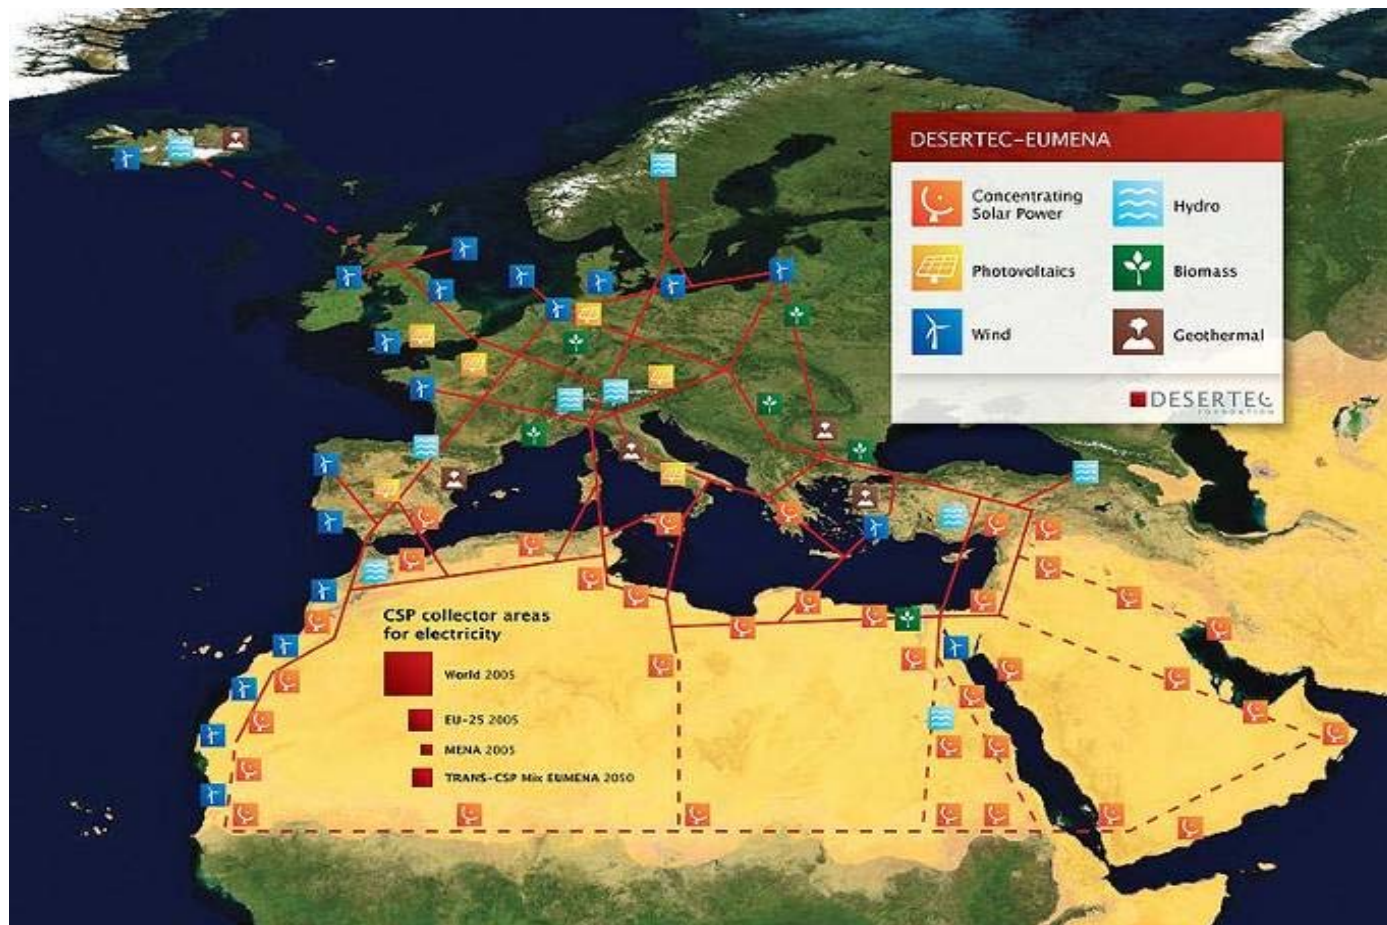 DESERTEC–EUMENA
Concentrating
Solar Power
Hydro
Photovoltaics
Biomass
Wind
Geothermal
DESERTEC
FOUNDATION
CSP collector areas
for electricity
World 2005
EU–25 2005
MENA 2005
TRANS–CSP Mix EUMENA 2050